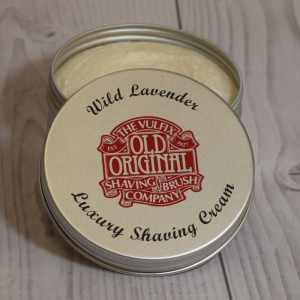 Wild Lavender
THE VULFIX
EST 1927
OLD
ORIGINAL
SHAVING BRUSH
COMPANY
Luxury Shaving Cream